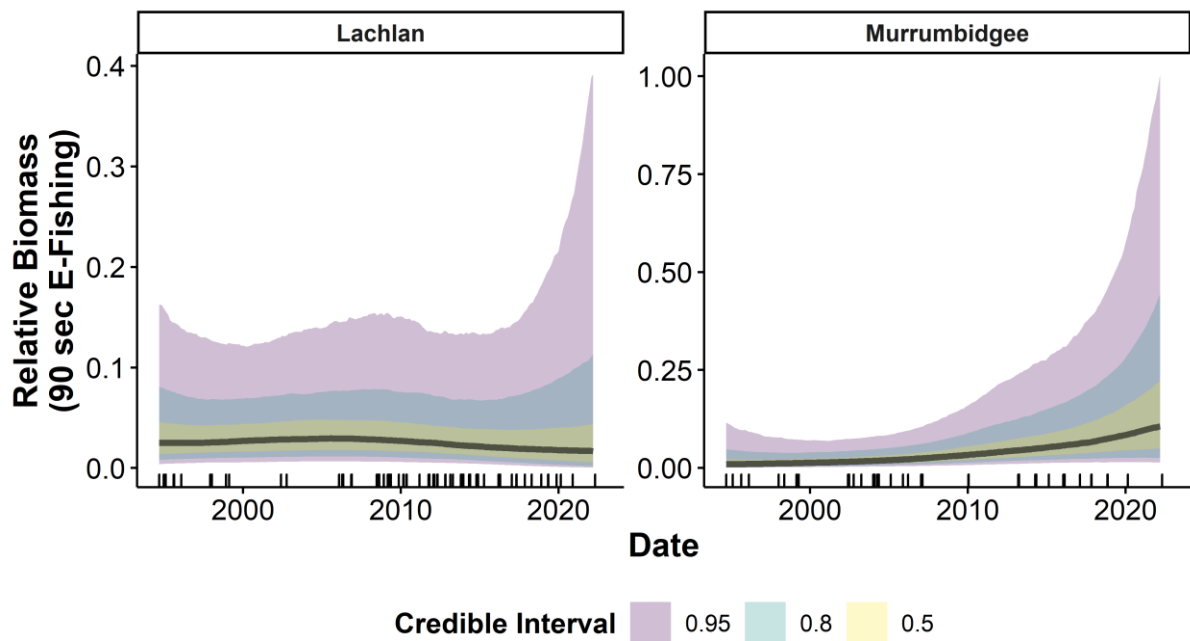 Lachlan
Murrumbidgee
Relative Biomass
(90 sec E-Fishing)
0.4
0.3
0.2
0.1
0.0
1.00
0.75
0.50
0.25
0.00
2000
2010
2020
2000
2010
2020
Date
Credible Interval 0.95 0.8 0.5